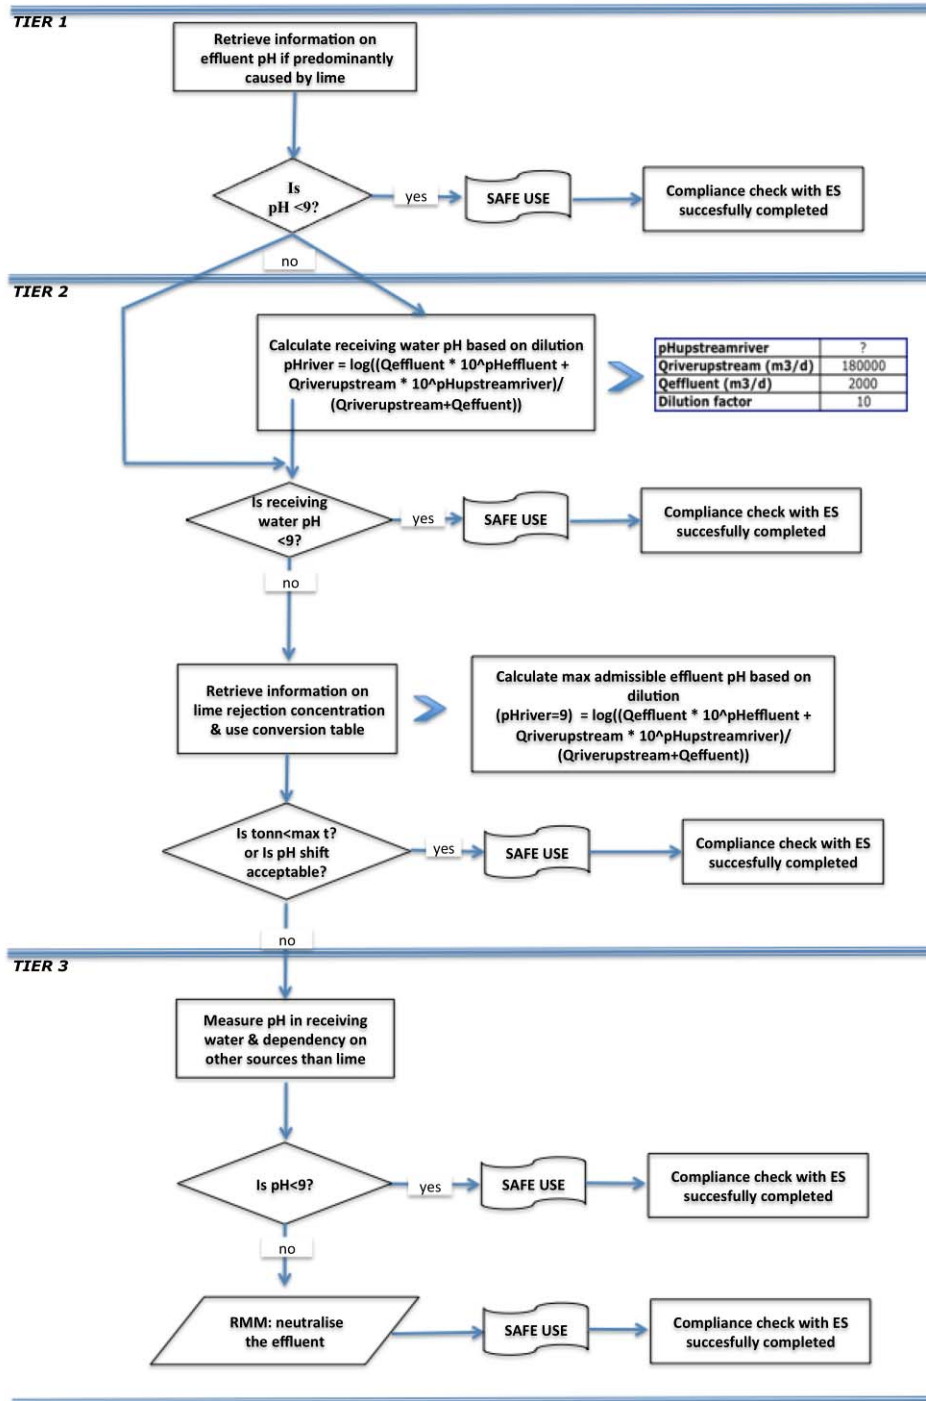 TIER 1
Retrieve information on
effluent pH if predominantly
caused by lime
Is
pH <9?
yes
SAFE USE
Compliance check with ES
succesfully completed
no
TIER 2
Calculate receiving water pH based on dilution
pHriver = log((Qeffluent * 10^pHeffluent +
Qriverupstream * 10^pHupstreamriver)/
(Qriverupstream+Qeffuent))
pHupstreamriver ?
Qriverupstream (m3/d) 180000
Qeffluent (m3/d) 2000
Dilution factor 10
Is receiving
water pH
<9?
yes
SAFE USE
Compliance check with ES
succesfully completed
no
Retrieve information on
lime rejection concentration
& use conversion table
Calculate max admissible effluent pH based on
dilution
(pHriver=9) = log((Qeffluent * 10^pHeffluent +
Qriverupstream * 10^pHupstreamriver)/
(Qriverupstream+Qeffuent))
Is tonn<max t?
or Is pH shift
acceptable?
yes
SAFE USE
Compliance check with ES
succesfully completed
no
TIER 3
Measure pH in receiving
water & dependency on
other sources than lime
Is pH<9?
yes
SAFE USE
Compliance check with ES
succesfully completed
no
RMM: neutralise
the effluent
SAFE USE
Compliance check with ES
succesfully completed